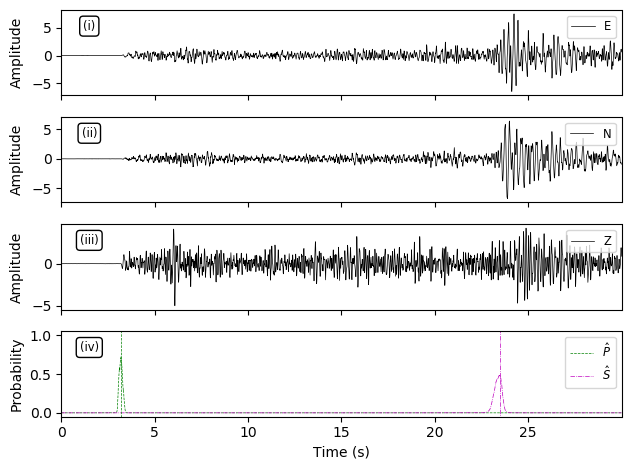 (i)
E
Amplitude
5
0
−5
(ii)
N
Amplitude
5
0
−5
(iii)
Z
Amplitude
0
−5
(iv)
P̂
Ŝ
Probability
1.0
0.5
0.0
0 5 10 15 20 25
Time (s)